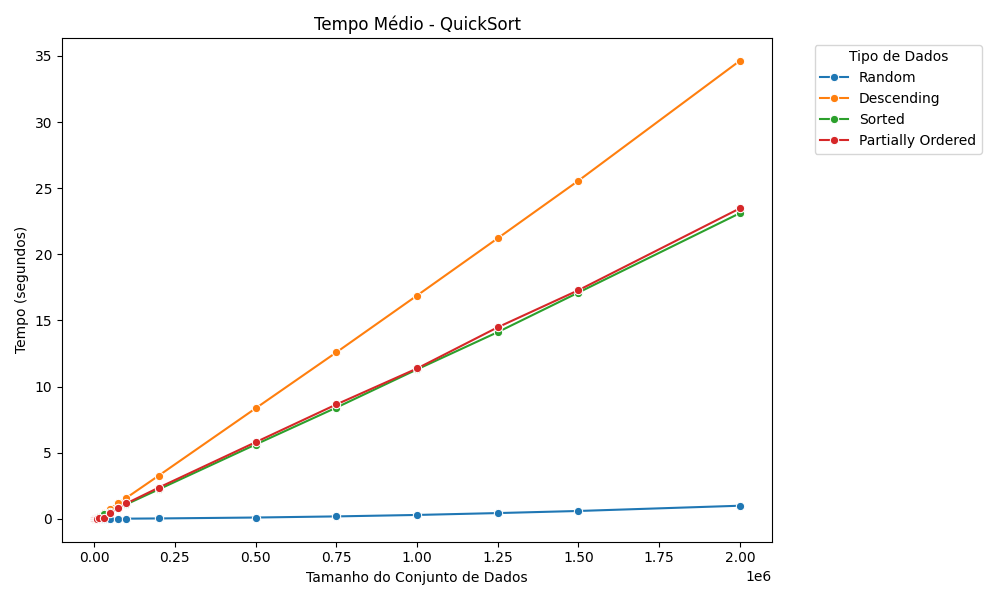 Tempo Médio - QuickSort
Tipo de Dados
Random
Descending
Sorted
Partially Ordered
Tempo (segundos)
35
30
25
20
15
10
5
0
0.00 0.25 0.50 0.75 1.00 1.25 1.50 1.75 2.00
1e6
Tamanho do Conjunto de Dados